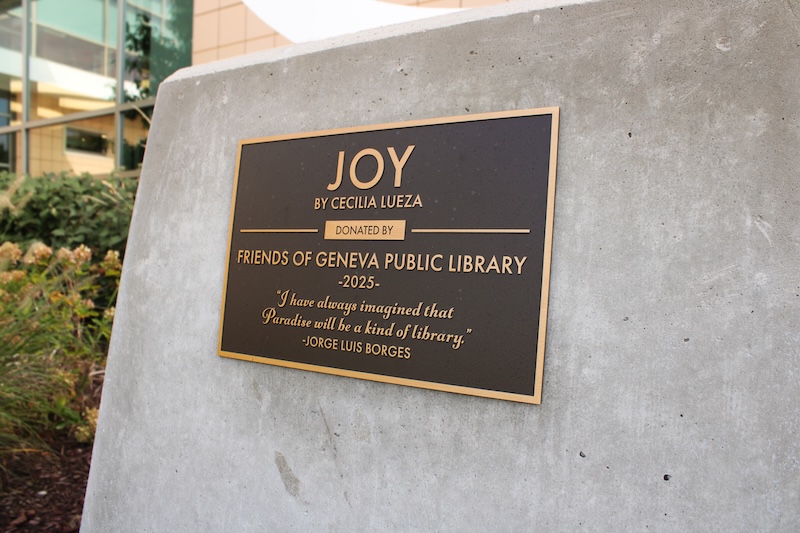 JOY
BY CECILIA LUEZA
DONATED BY
FRIENDS OF GENEVA PUBLIC LIBRARY
-2025-
“I have always imagined that
Paradise will be a kind of library.”
-JORGE LUIS BORGES